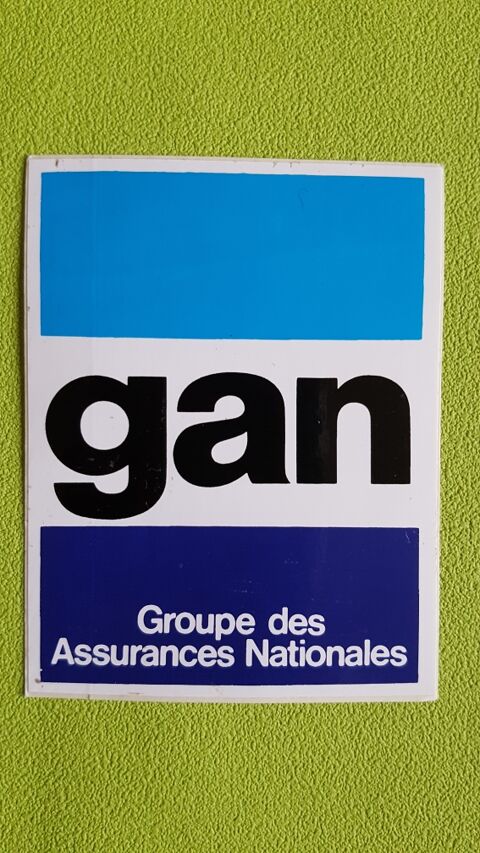 gan
Groupe des
Assurances Nationales